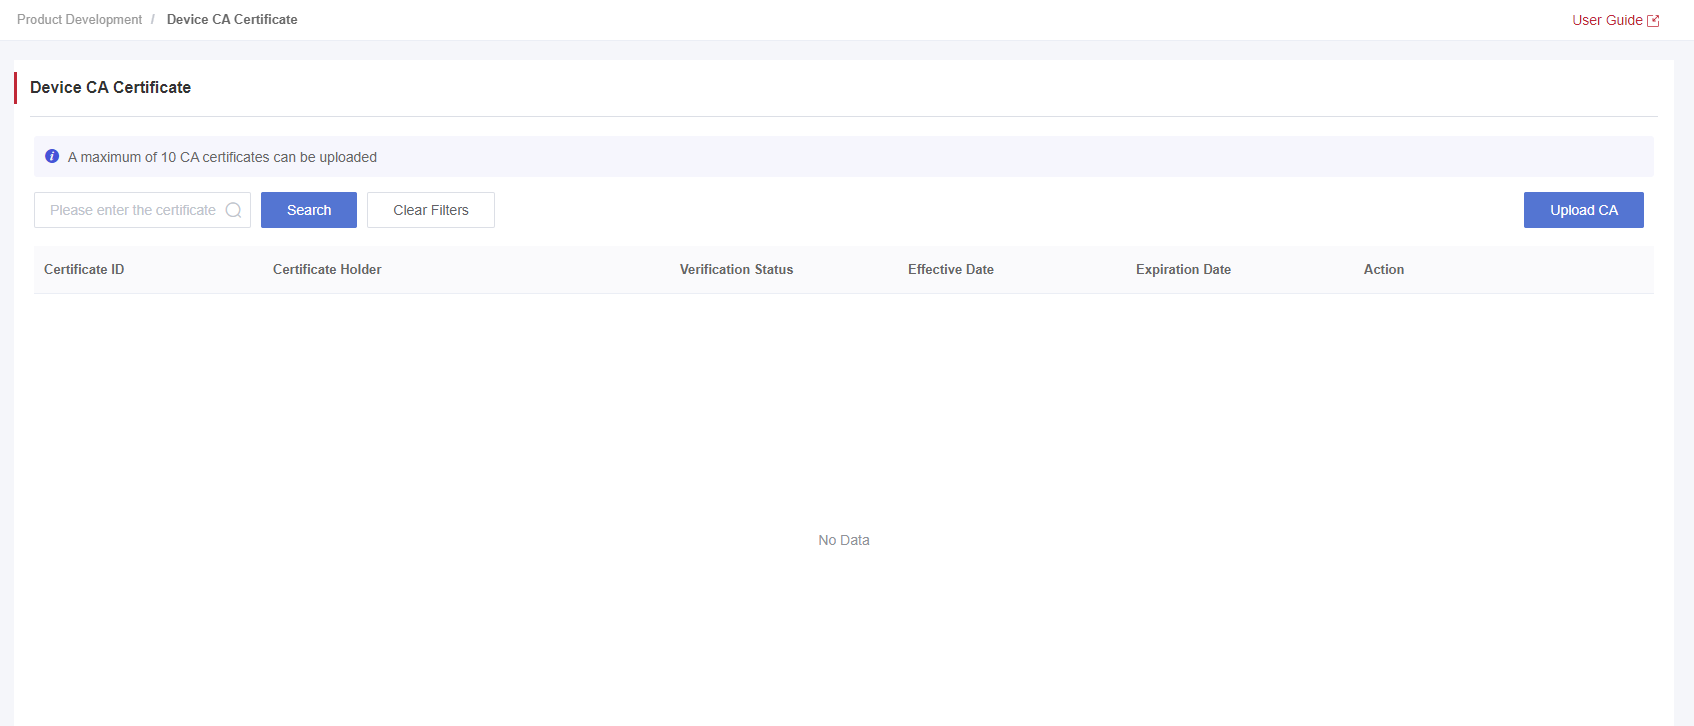 Product Development / Device CA Certificate
User Guide
Device CA Certificate
A maximum of 10 CA certificates can be uploaded
Please enter the certificate
Search
Clear Filters
Upload CA
Certificate ID
Certificate Holder
Verification Status
Effective Date
Expiration Date
Action
No Data